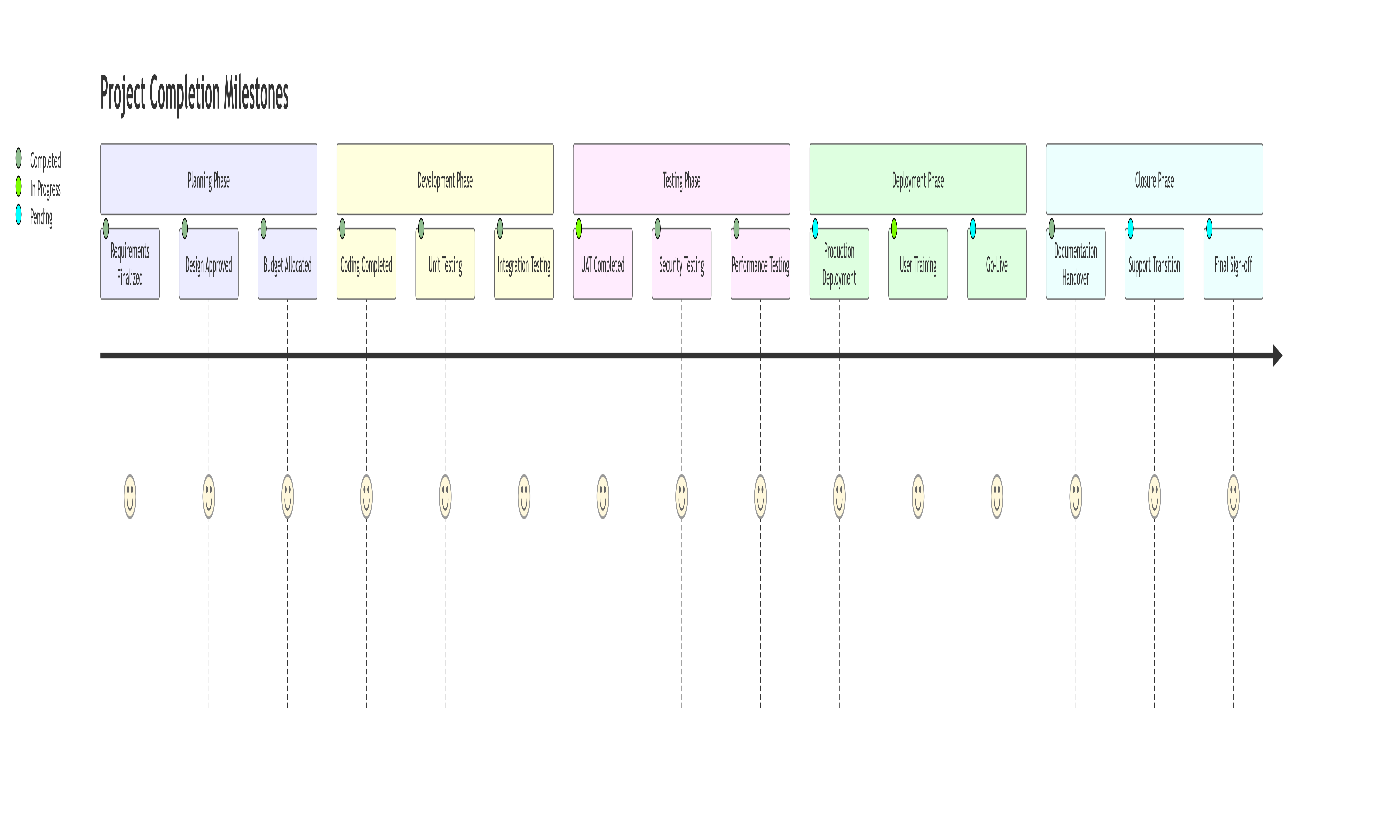 Project Completion Milestones
Completed
In Progress
Pending
Planning Phase
Development Phase
Testing Phase
Deployment Phase
Closure Phase
Requirements
Finalized
Design Approved
Budget Allocated
Coding Completed
Unit Testing
Integration Testing
UAT Completed
Security Testing
Performance Testing
Production
Deployment
User Training
Go-Live
Documentation
Handover
Support Transition
Final Sign-off